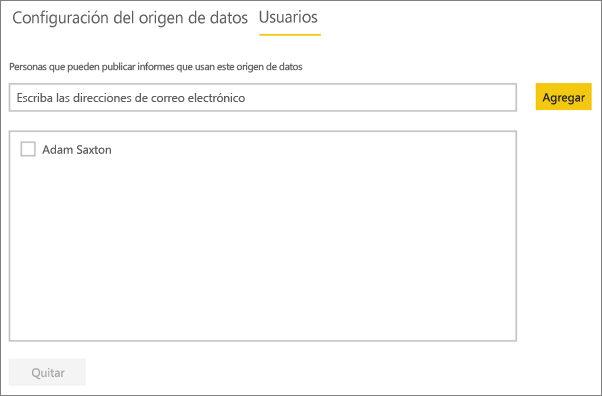 Configuración del origen de datos Usuarios
Personas que pueden publicar informes que usan este origen de datos
Escriba las direcciones de correo electrónico Agregar
Adam Saxton
Quitar